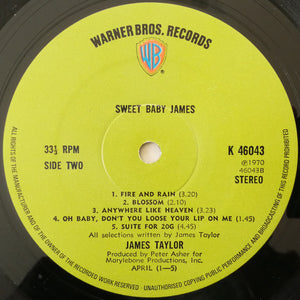 WARNER BROS. RECORDS
WB
SWEET BABY JAMES
33⅓ RPM
SIDE TWO
K 46043
℗1970
46043B
STEREO
1. FIRE AND RAIN (3.20)
2. BLOSSOM (2.10)
3. ANYWHERE LIKE HEAVEN (3.23)
4. OH BABY, DON'T YOU LOOSE YOUR LIP ON ME (1.45)
5. SUITE FOR 20G (4.45)
All selections written by James Taylor
JAMES TAYLOR
Produced by Peter Asher for
Marylebone Productions, Inc.
APRIL (1—5)
ALL RIGHTS OF THE MANUFACTURER AND OF THE OWNER OF THE RECORDED WORK RESERVED · UNAUTHORISED COPYING PUBLIC PERFORMANCE AND BROADCASTING OF THIS RECORD PROHIBITED